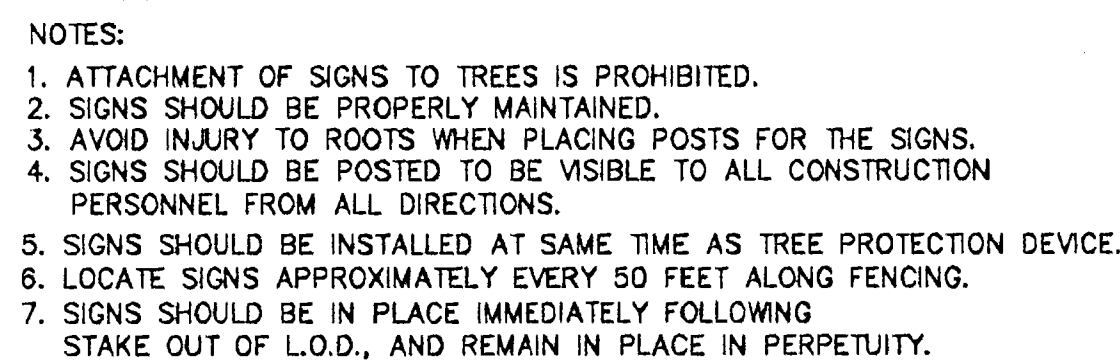 NOTES:
1. ATTACHMENT OF SIGNS TO TREES IS PROHIBITED.
2. SIGNS SHOULD BE PROPERLY MAINTAINED.
3. AVOID INJURY TO ROOTS WHEN PLACING POSTS FOR THE SIGNS.
4. SIGNS SHOULD BE POSTED TO BE VISIBLE TO ALL CONSTRUCTION
PERSONNEL FROM ALL DIRECTIONS.
5. SIGNS SHOULD BE INSTALLED AT SAME TIME AS TREE PROTECTION DEVICE.
6. LOCATE SIGNS APPROXIMATELY EVERY 50 FEET ALONG FENCING.
7. SIGNS SHOULD BE IN PLACE IMMEDIATELY FOLLOWING
STAKE OUT OF L.O.D., AND REMAIN IN PLACE IN PERPETUITY.